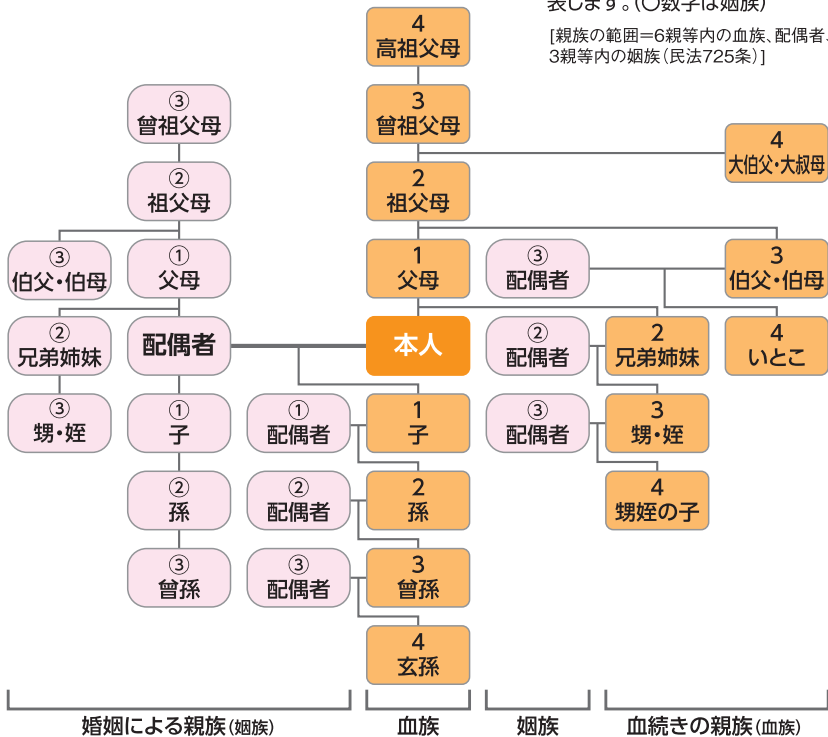 表します。(○数字は姻族)
[親族の範囲＝6親等内の血族、配偶者、
3親等内の姻族(民法725条)]
4
高祖父母
③
曾祖父母
3
曾祖父母
4
大伯父・大叔母
②
祖父母
2
祖父母
③
伯父・伯母
①
父母
1
父母
③
配偶者
3
伯父・伯母
②
兄弟姉妹
配偶者
本人
②
配偶者
2
兄弟姉妹
4
いとこ
③
甥・姪
①
子
①
配偶者
1
子
③
配偶者
3
甥・姪
②
孫
②
配偶者
2
孫
4
甥姪の子
③
曾孫
③
配偶者
3
曾孫
4
玄孫
婚姻による親族(姻族)
血族
姻族
血続きの親族(血族)